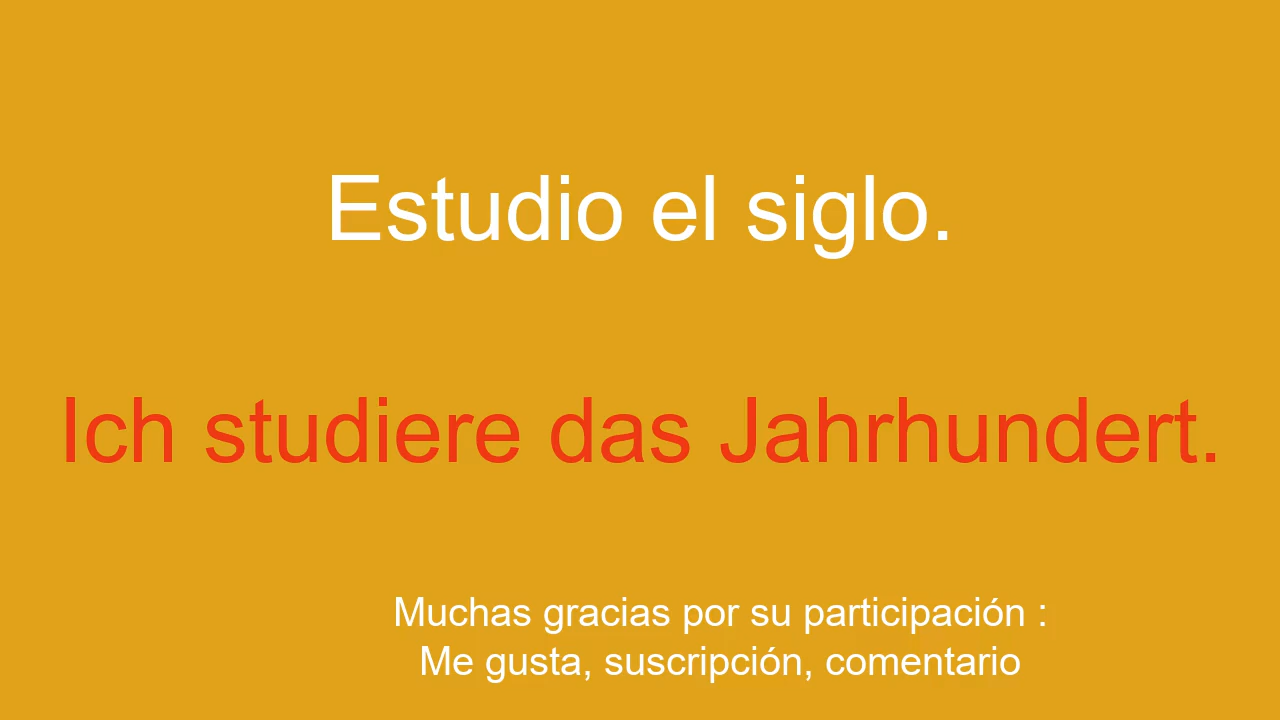 Estudio el siglo.
Ich studiere das Jahrhundert.
Muchas gracias por su participación :
Me gusta, suscripción, comentario